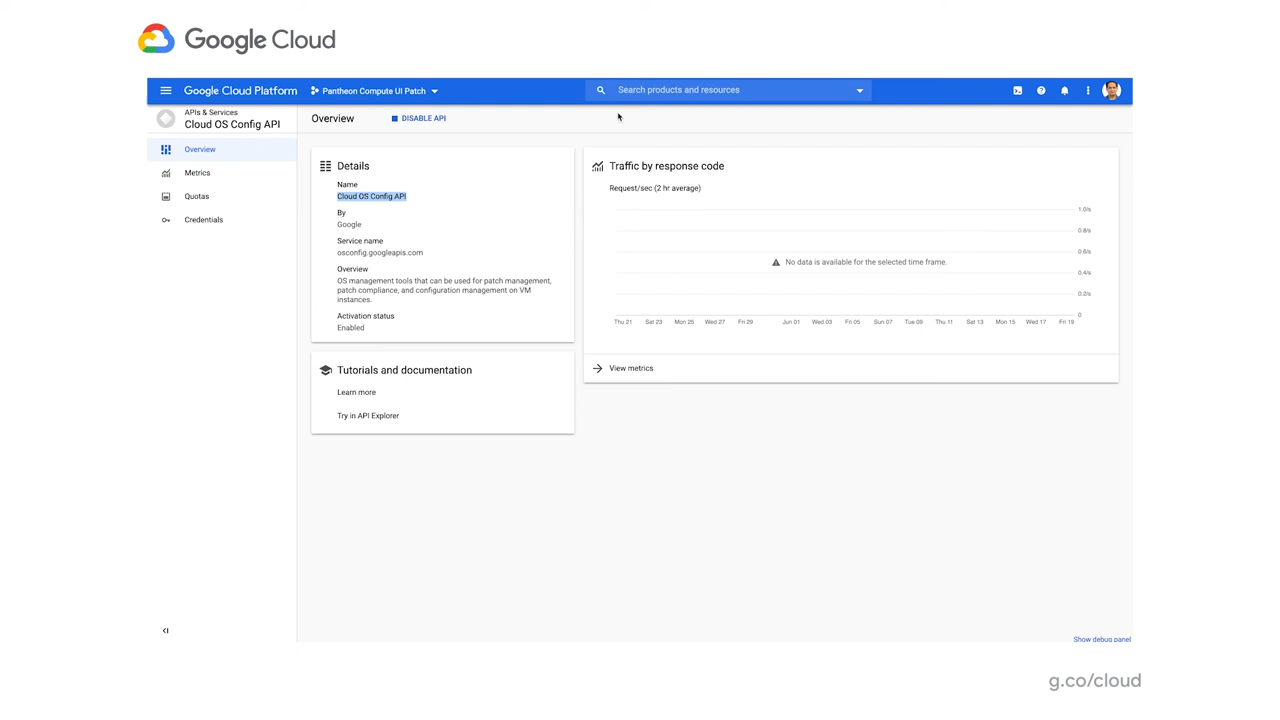 Google Cloud
Google Cloud Platform
Pantheon Compute UI Patch
Search products and resources
APIs & Services
Cloud OS Config API
Overview
DISABLE API
Overview
Metrics
Quotas
Credentials
Details
Name
Cloud OS Config API
By
Google
Service name
osconfig.googleapis.com
Overview
OS management tools that can be used for patch management,
patch compliance, and configuration management on VM
instances.
Activation status
Enabled
Tutorials and documentation
Learn more
Try in API Explorer
Traffic by response code
Request/sec (2 hr average)
1.0/s
0.8/s
0.6/s
0.4/s
0.2/s
0
No data is available for the selected time frame.
Thu 21 Sat 23 Mon 25 Wed 27 Fri 29 Jun 01 Wed 03 Fri 05 Sun 07 Tue 09 Thu 11 Sat 13 Mon 15 Wed 17 Fri 19
View metrics
Show debug panel
g.co/cloud